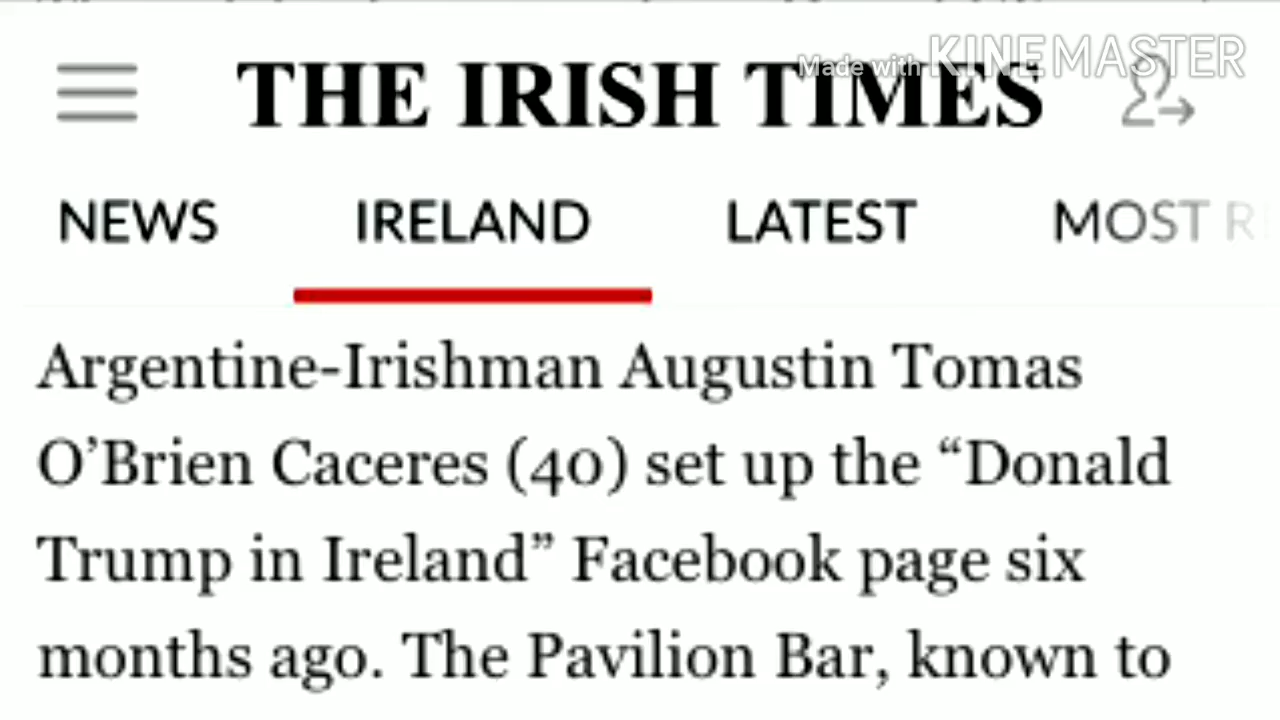 Made with KINEMASTER
THE IRISH TIMES
NEWS IRELAND LATEST MOST R
Argentine-Irishman Augustin Tomas
O’Brien Caceres (40) set up the “Donald
Trump in Ireland” Facebook page six
months ago. The Pavilion Bar, known to